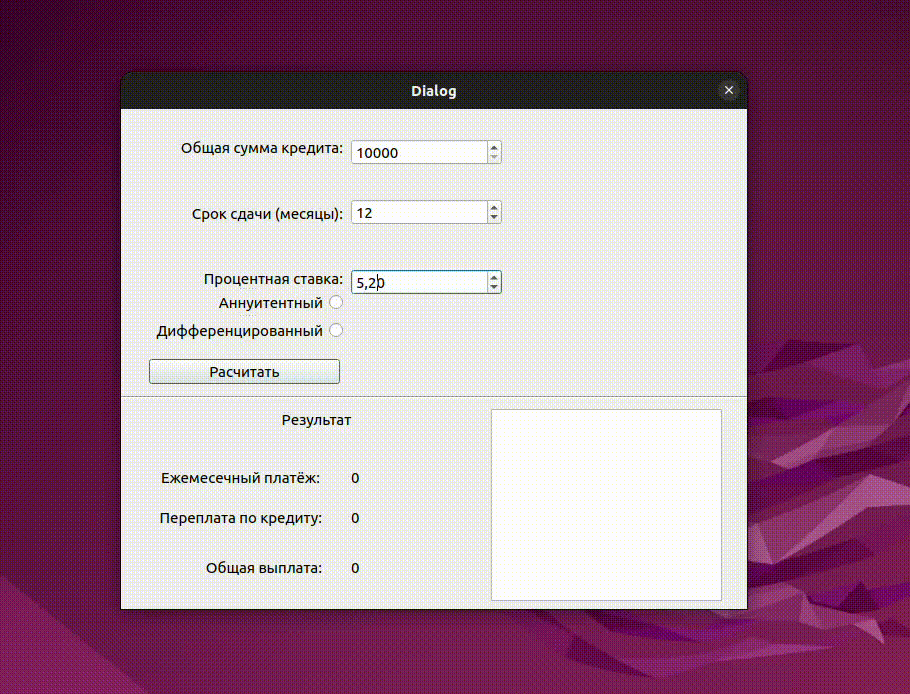 Dialog
Общая сумма кредита: 10000
Срок сдачи (месяцы): 12
Процентная ставка: 5,20
Аннуитентный
Дифференцированный
Расчитать
Результат
Ежемесечный платёж: 0
Переплата по кредиту: 0
Общая выплата: 0